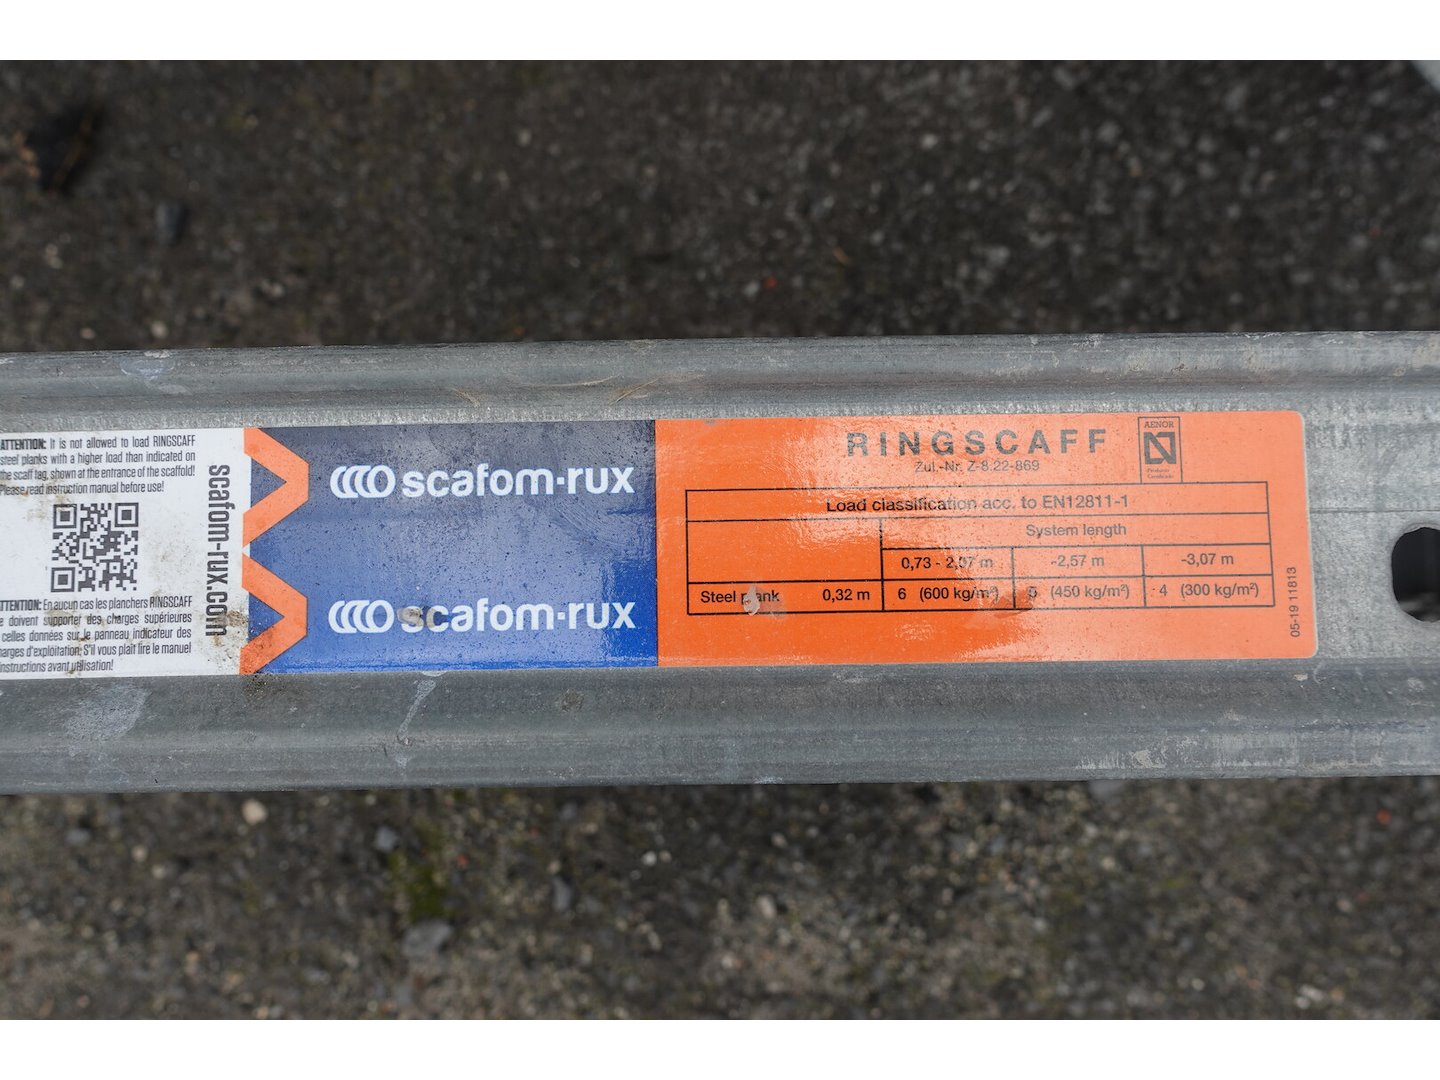 ATTENTION: It is not allowed to load RINGSCAFF
steel planks with a higher load than indicated on
the scaff tag, shown at the entrance of the scaffold!
Please read instruction manual before use!
ATTENTION: En aucun cas les planchers RINGSCAFF
doivent supporter des charges supérieures
celles données sur le panneau indicateur des
charges d'exploitation. S'il vous plaît lire le manuel
instructions avant utilisation!
scafom-rux.com
scafom-rux
scafom-rux
RINGSCAFF
Zul.-Nr. Z-8.22-869
AENOR
Producto
Certificado
Load classification acc. to EN12811-1
System length
0,73 - 2,07 m -2,57 m -3,07 m
Steel plank 0,32 m 6 (600 kg/m²) 5 (450 kg/m²) 4 (300 kg/m²)
05-19 11813